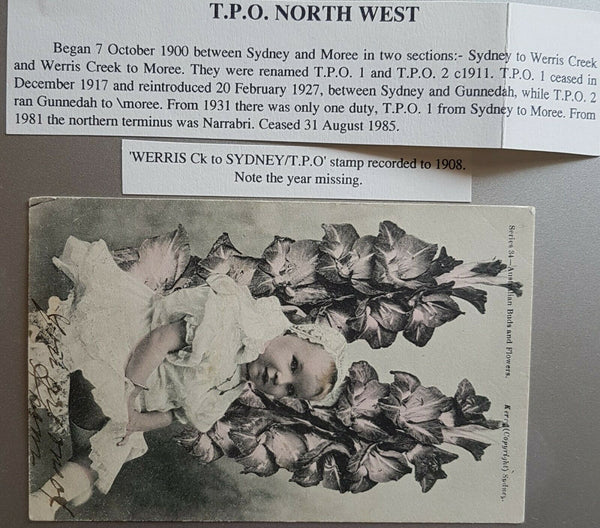 T.P.O. NORTH WEST
Began 7 October 1900 between Sydney and Moree in two sections:- Sydney to Werris Creek
and Werris Creek to Moree. They were renamed T.P.O. 1 and T.P.O. 2 c1911. T.P.O. 1 ceased in
December 1917 and reintroduced 20 February 1927, between Sydney and Gunnedah, while T.P.O. 2
ran Gunnedah to \moree. From 1931 there was only one duty, T.P.O. 1 from Sydney to Moree. From
1981 the northern terminus was Narrabri. Ceased 31 August 1985.
'WERRIS Ck to SYDNEY/T.P.O' stamp recorded to 1908.
Note the year missing.
Series 34—Australian Buds and Flowers. Kerry (Copyright) Sydney.